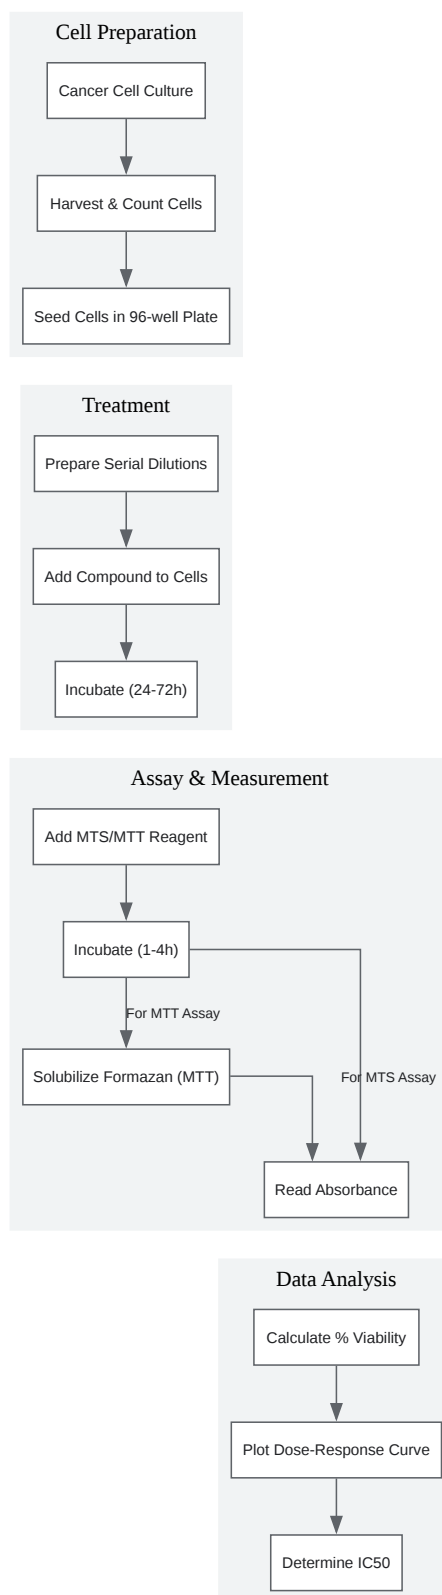 Cell Preparation
Cancer Cell Culture
Harvest & Count Cells
Seed Cells in 96-well Plate
Treatment
Prepare Serial Dilutions
Add Compound to Cells
Incubate (24-72h)
Assay & Measurement
Add MTS/MTT Reagent
Incubate (1-4h)
For MTT Assay
Solubilize Formazan (MTT)
For MTS Assay
Read Absorbance
Data Analysis
Calculate % Viability
Plot Dose-Response Curve
Determine IC50